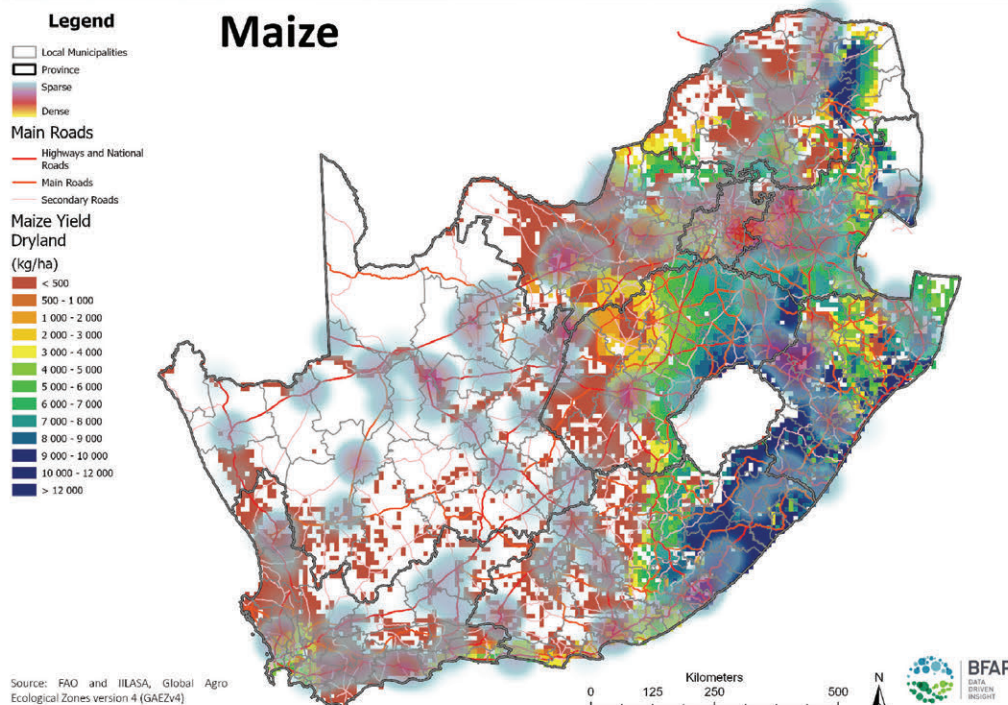 Legend
Maize
Local Municipalities
Province
Sparse
Dense
Main Roads
Highways and National
Roads
Main Roads
Secondary Roads
Maize Yield
Dryland
(kg/ha)
< 500
500 - 1 000
1 000 - 2 000
2 000 - 3 000
3 000 - 4 000
4 000 - 5 000
5 000 - 6 000
6 000 - 7 000
7 000 - 8 000
8 000 - 9 000
9 000 - 10 000
10 000 - 12 000
> 12 000
Source: FAO and IILASA, Global Agro
Ecological Zones version 4 (GAEZv4)
Kilometers
0 125 250 500
N
BFAP
DATA
DRIVEN
INSIGHT